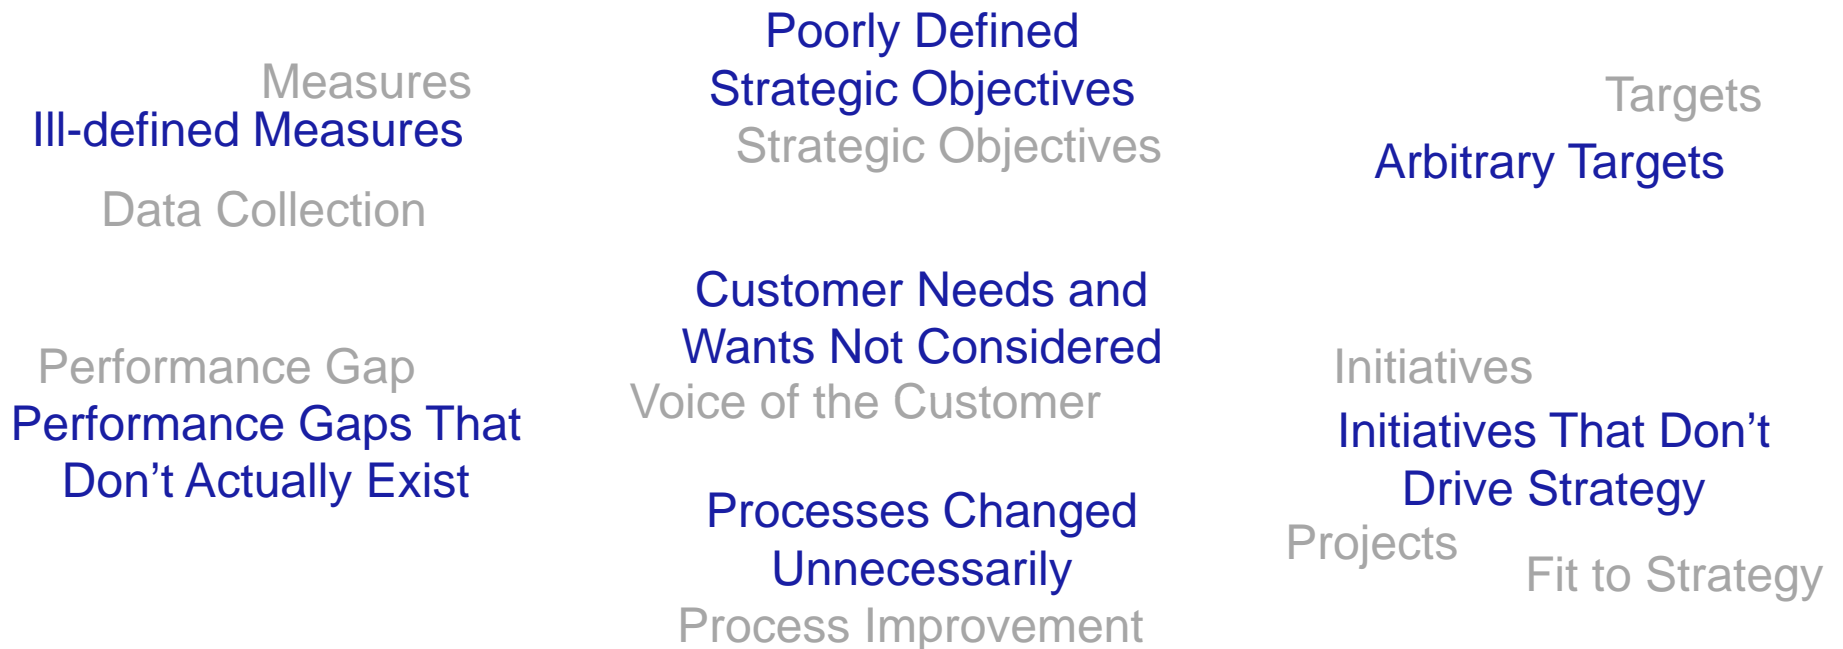 Measures
Ill-defined Measures
Data Collection
Poorly Defined
Strategic Objectives
Strategic Objectives
Targets
Arbitrary Targets
Customer Needs and
Wants Not Considered
Voice of the Customer
Performance Gap
Performance Gaps That
Don’t Actually Exist
Initiatives
Initiatives That Don’t
Drive Strategy
Projects
Fit to Strategy
Processes Changed
Unnecessarily
Process Improvement